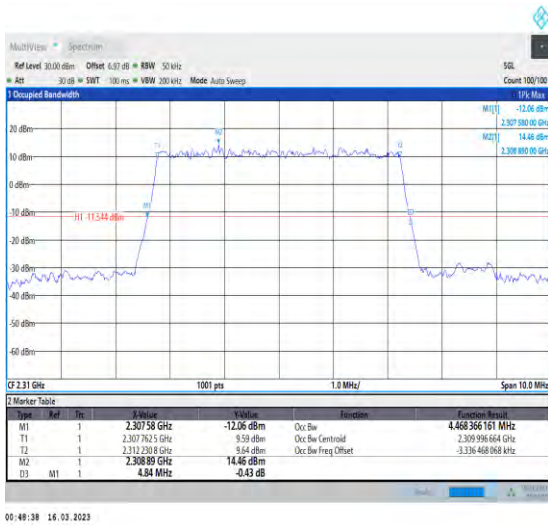 MultiView Spectrum
Ref Level 30.00 dBm Offset 6.97 dB RBW 50 kHz SGL
Att 30 dB SWT 100 ms VBW 200 kHz Mode Auto Sweep Count 100/100
1 Occupied Bandwidth 1Pk Max
M1[1] -12.06 dBm
2.307 580 00 GHz
M2[1] 14.46 dBm
2.308 890 00 GHz
20 dBm
M2
T1
T2
10 dBm
0 dBm
-10 dBm
M1
D3
H1 -11.544 dBm
-20 dBm
-30 dBm
-40 dBm
-50 dBm
-60 dBm
CF 2.31 GHz 1001 pts 1.0 MHz/ Span 10.0 MHz
2 Marker Table
Type Ref Trc X-Value Y-Value Function Function Result
M1 1 2.307 58 GHz -12.06 dBm Occ Bw 4.468 366 161 MHz
T1 1 2.307 762 5 GHz 9.59 dBm Occ Bw Centroid 2.309 996 664 GHz
T2 1 2.312 230 8 GHz 9.64 dBm Occ Bw Freq Offset -3.336 468 068 kHz
M2 1 2.308 89 GHz 14.46 dBm
D3 M1 1 4.84 MHz -0.43 dB
00:48:38 16.03.2023